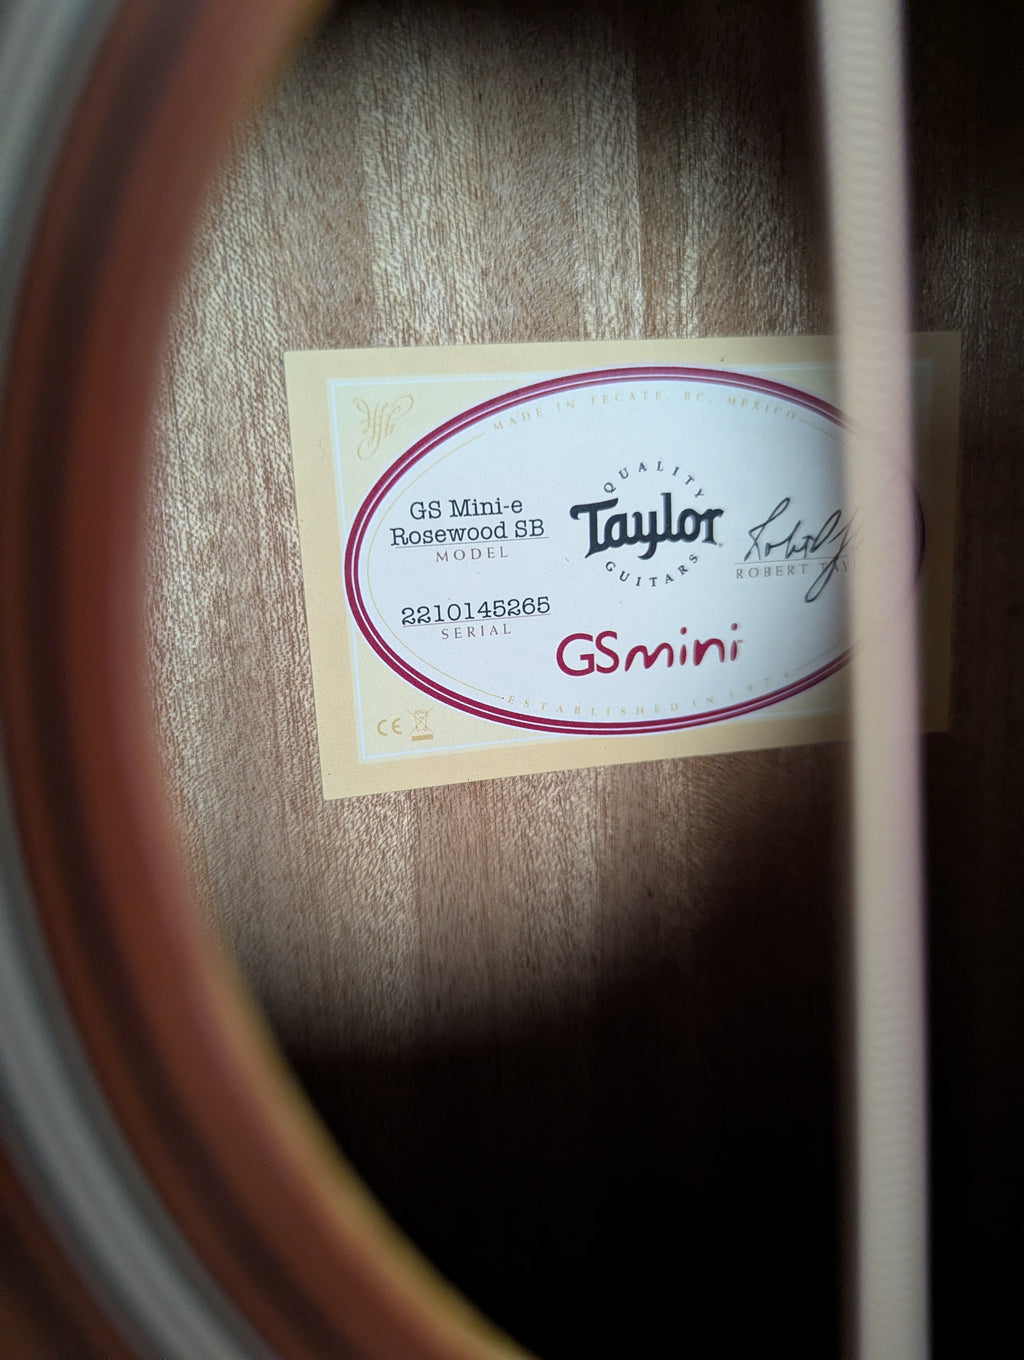 MADE IN TECATE, BC, MEXICO
GS Mini-e
Rosewood SB
MODEL
2210145265
SERIAL
QUALITY
Taylor
GUITARS
ROBERT
GSmini
ESTABLISHED IN 1974
CE